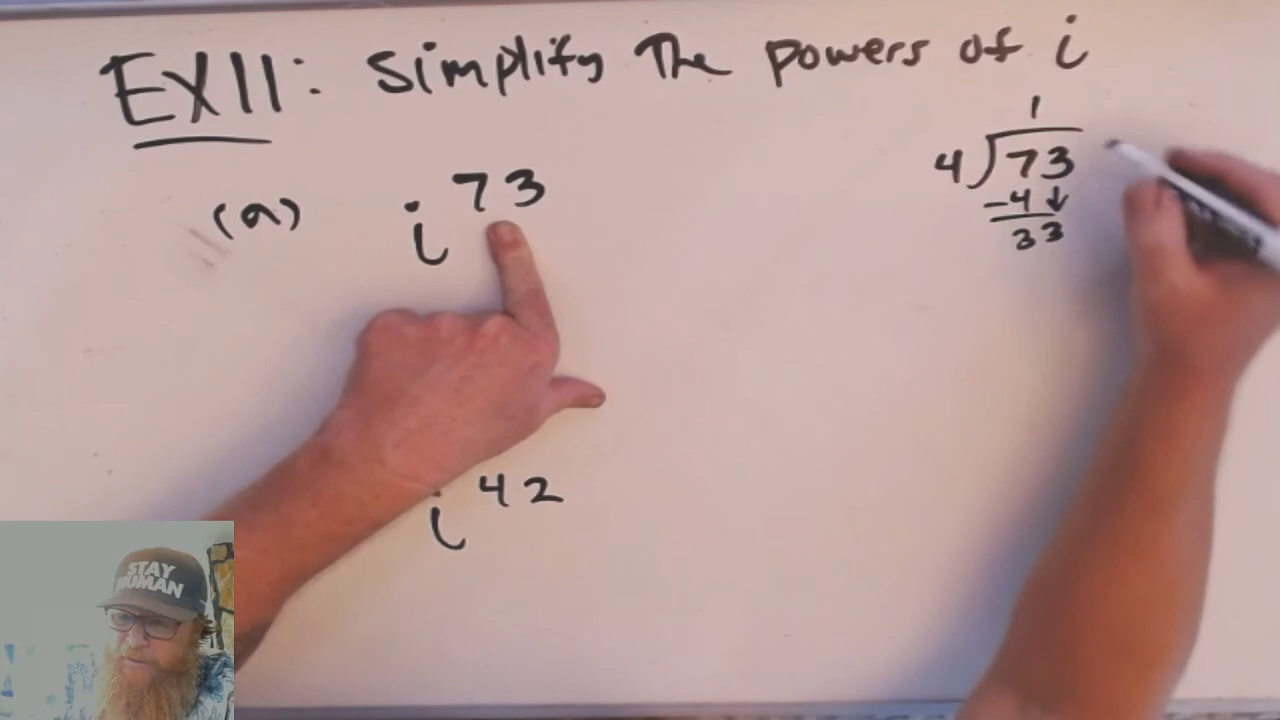 EX11: Simplify The powers of i
(a) i^73
1
4)73
-4↓
33
i^42
STAY HUMAN